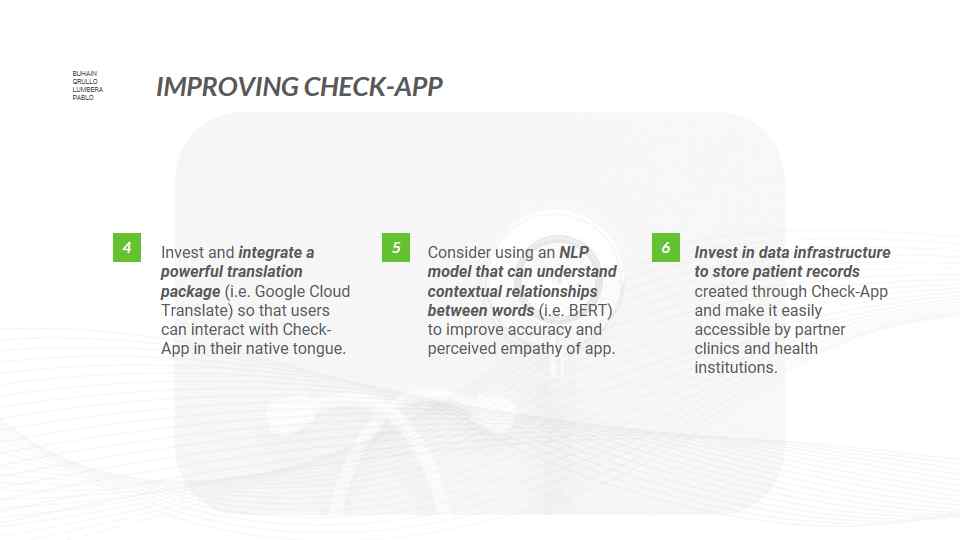 BUHAIN
QRULLO
LUMBERA
PABLO
IMPROVING CHECK-APP
4
Invest and integrate a
powerful translation
package (i.e. Google Cloud
Translate) so that users
can interact with Check-
App in their native tongue.
5
Consider using an NLP
model that can understand
contextual relationships
between words (i.e. BERT)
to improve accuracy and
perceived empathy of app.
6
Invest in data infrastructure
to store patient records
created through Check-App
and make it easily
accessible by partner
clinics and health
institutions.